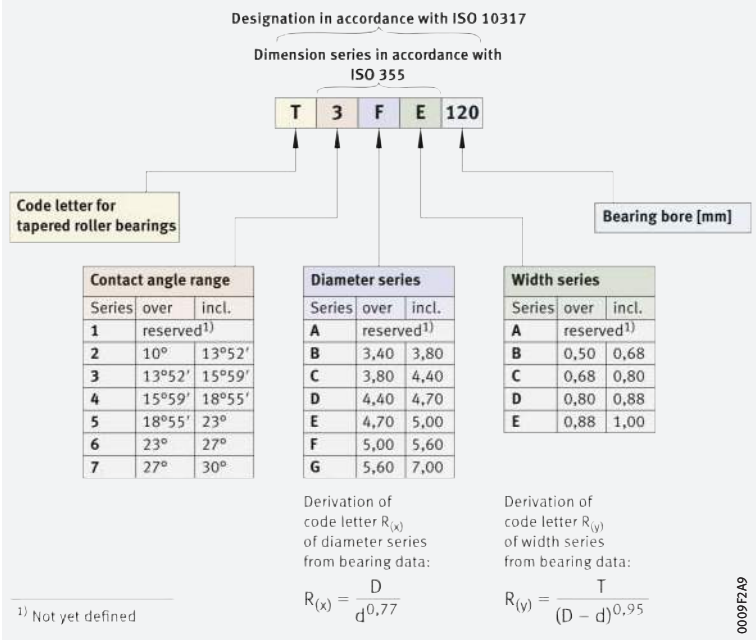 Designation in accordance with ISO 10317
Dimension series in accordance with
ISO 355
T 3 F E 120
Code letter for
tapered roller bearings
Bearing bore [mm]
Contact angle range
Series over incl.
1 reserved1)
2 10° 13°52′
3 13°52′ 15°59′
4 15°59′ 18°55′
5 18°55′ 23°
6 23° 27°
7 27° 30°
Diameter series
Series over incl.
A reserved1)
B 3,40 3,80
C 3,80 4,40
D 4,40 4,70
E 4,70 5,00
F 5,00 5,60
G 5,60 7,00
Derivation of
code letter R(x)
of diameter series
from bearing data:
R(x) = D / d0,77
Width series
Series over incl.
A reserved1)
B 0,50 0,68
C 0,68 0,80
D 0,80 0,88
E 0,88 1,00
Derivation of
code letter R(y)
of width series
from bearing data:
R(y) = T / (D – d)0,95
1) Not yet defined
0009F2A9